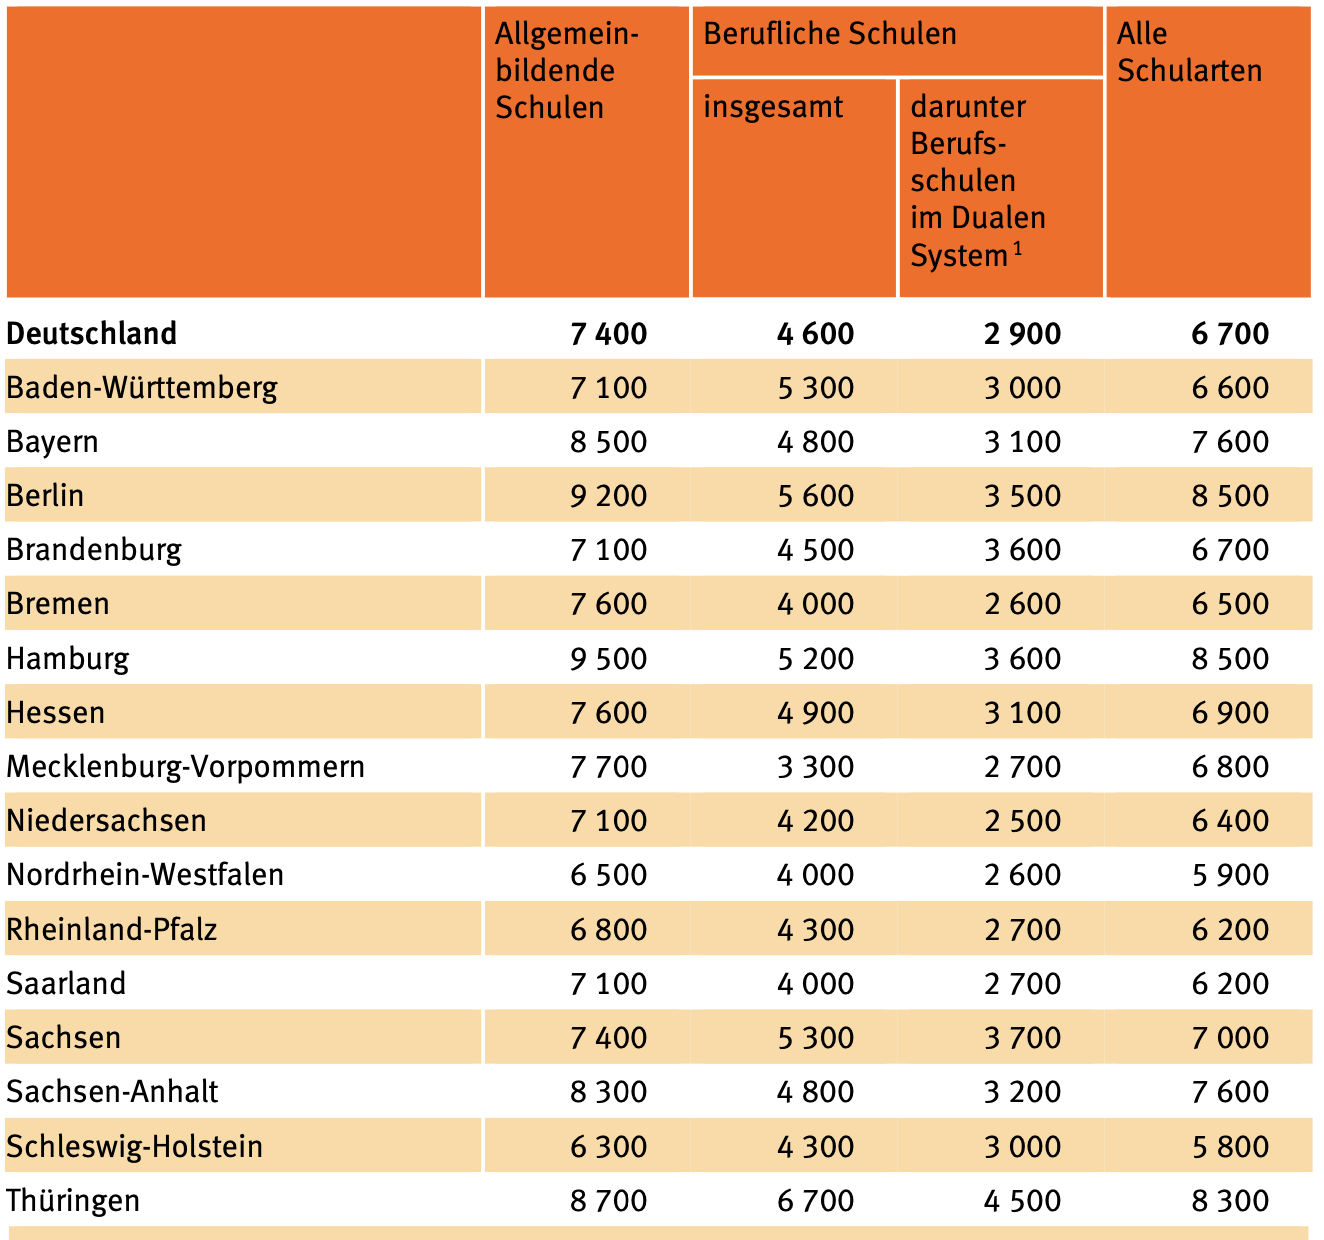 Allgemein-
bildende
Schulen
Berufliche Schulen
insgesamt
darunter
Berufs-
schulen
im Dualen
System¹
Alle
Schularten
Deutschland 7 400 4 600 2 900 6 700
Baden-Württemberg 7 100 5 300 3 000 6 600
Bayern 8 500 4 800 3 100 7 600
Berlin 9 200 5 600 3 500 8 500
Brandenburg 7 100 4 500 3 600 6 700
Bremen 7 600 4 000 2 600 6 500
Hamburg 9 500 5 200 3 600 8 500
Hessen 7 600 4 900 3 100 6 900
Mecklenburg-Vorpommern 7 700 3 300 2 700 6 800
Niedersachsen 7 100 4 200 2 500 6 400
Nordrhein-Westfalen 6 500 4 000 2 600 5 900
Rheinland-Pfalz 6 800 4 300 2 700 6 200
Saarland 7 100 4 000 2 700 6 200
Sachsen 7 400 5 300 3 700 7 000
Sachsen-Anhalt 8 300 4 800 3 200 7 600
Schleswig-Holstein 6 300 4 300 3 000 5 800
Thüringen 8 700 6 700 4 500 8 300